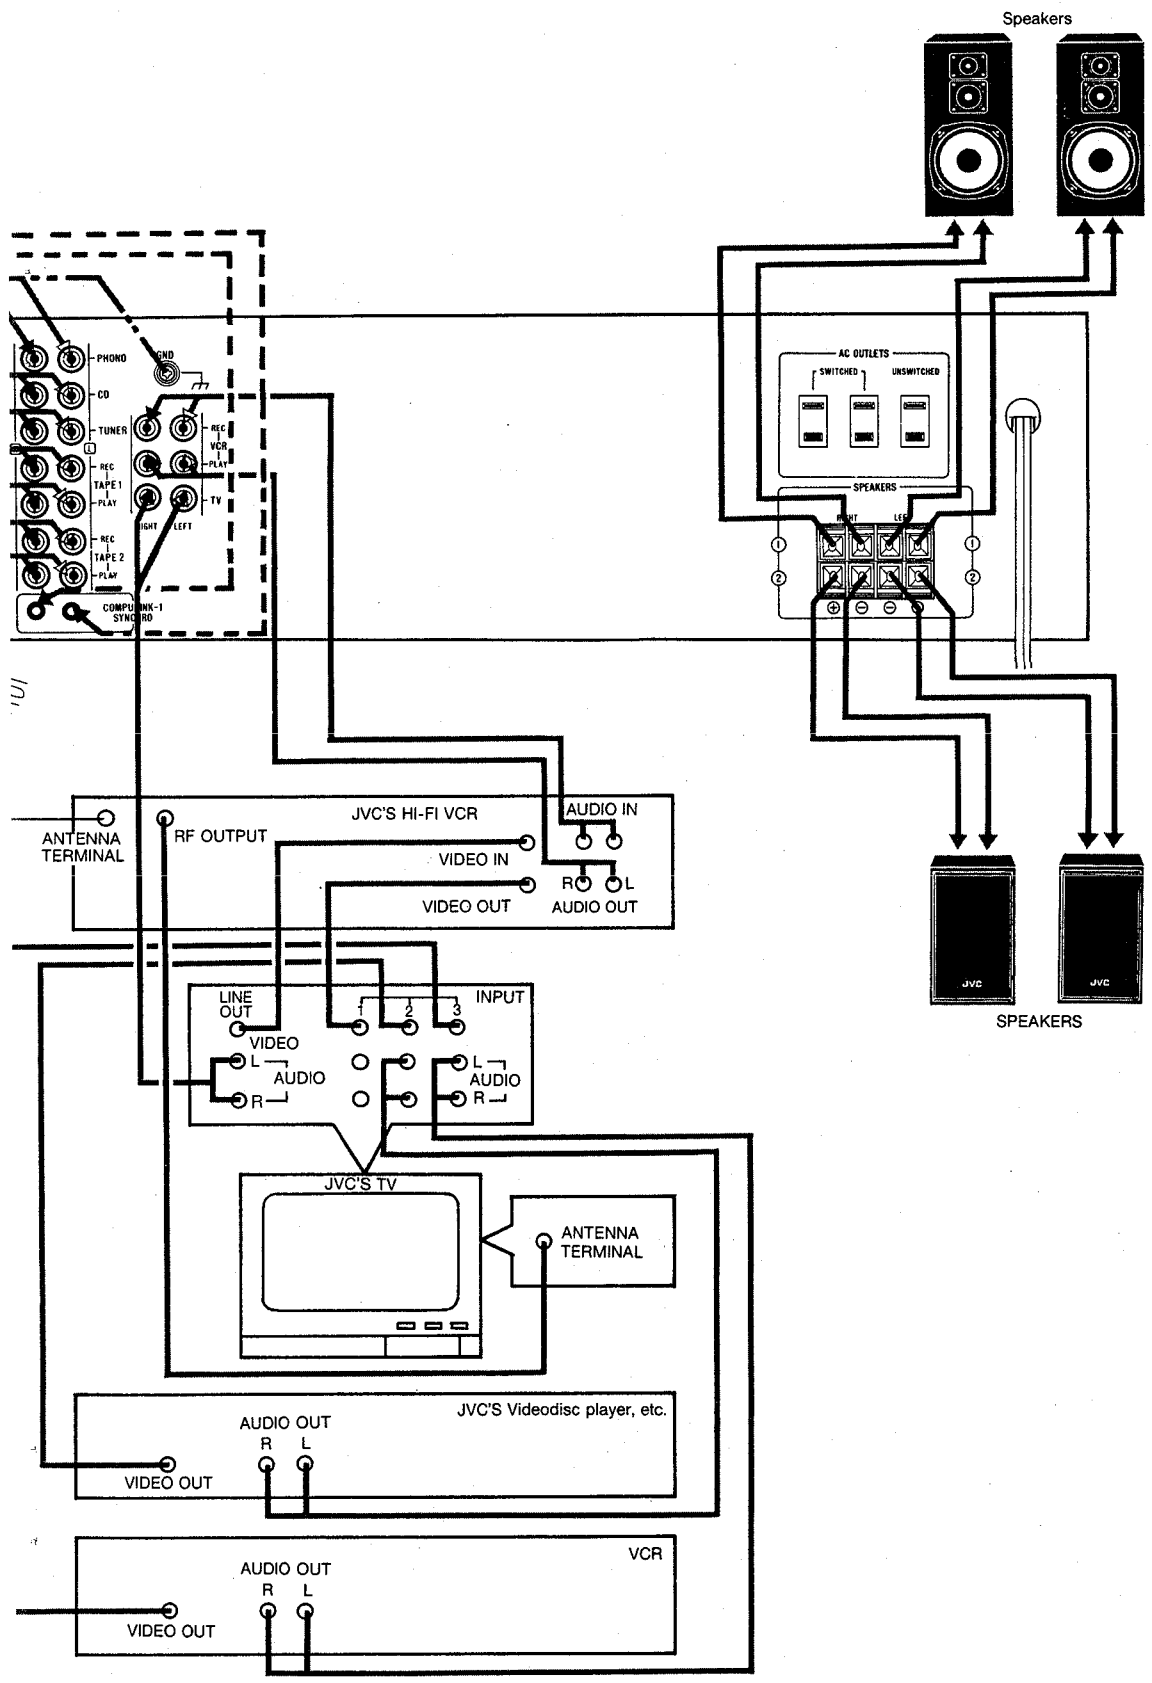 Speakers
GND
PHONO
CD
TUNER
R
L
REC
TAPE 1
PLAY
REC
TAPE 2
PLAY
REC
VCR
PLAY
TV
LEFT
SYNC
AC OUTLETS
SWITCHED
UNSWITCHED
SPEAKERS
1
1
2
2
+
−
−
JVC'S HI-FI VCR
AUDIO IN
ANTENNA
TERMINAL
RF OUTPUT
VIDEO IN
VIDEO OUT
R
L
AUDIO OUT
JVC
JVC
SPEAKERS
LINE
OUT
VIDEO
L
AUDIO
R
1
2
3
INPUT
L
AUDIO
R
JVC'S TV
ANTENNA
TERMINAL
JVC'S Videodisc player, etc.
AUDIO OUT
R
L
VIDEO OUT
VCR
AUDIO OUT
R
L
VIDEO OUT